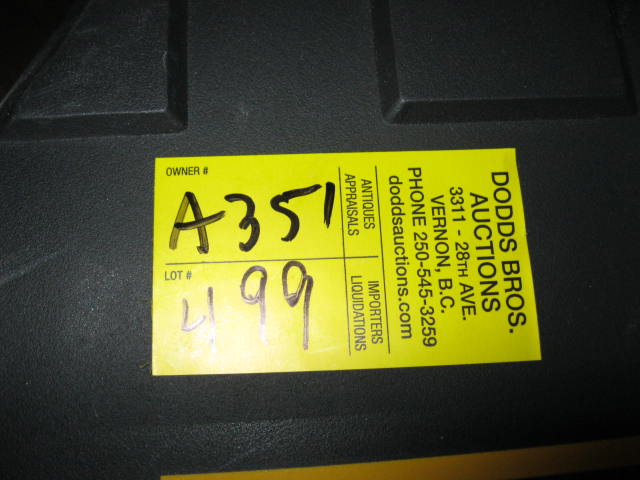 OWNER #
A351
LOT #
499
ANTIQUES
APPRAISALS
IMPORTERS
LIQUIDATIONS
DODDS BROS.
AUCTIONS
3311 - 28TH AVE.
VERNON, B.C.
PHONE 250-545-3259
doddsauctions.com